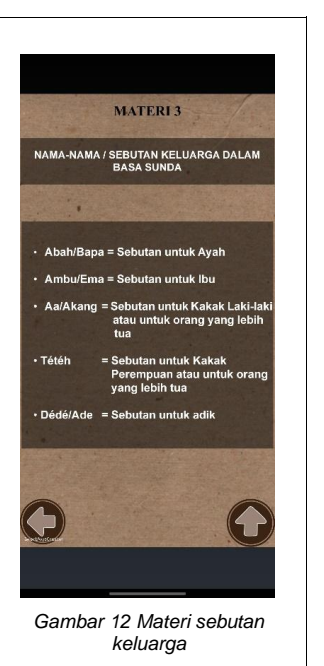 MATERI 3
NAMA-NAMA / SEBUTAN KELUARGA DALAM
BASA SUNDA
• Abah/Bapa = Sebutan untuk Ayah
• Ambu/Ema = Sebutan untuk Ibu
• Aa/Akang = Sebutan untuk Kakak Laki-laki
atau untuk orang yang lebih
tua
• Tétéh = Sebutan untuk Kakak
Perempuan atau untuk orang
yang lebih tua
• Dédé/Ade = Sebutan untuk adik
Gambar 12 Materi sebutan
keluarga